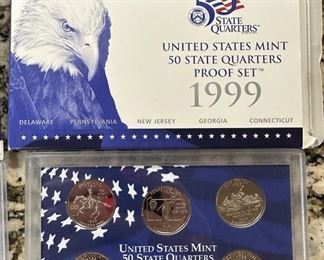 50
STATE
QUARTERS
UNITED STATES MINT
50 STATE QUARTERS
PROOF SET™
1999
DELAWARE PENNSYLVANIA NEW JERSEY GEORGIA CONNECTICUT
UNITED STATES MINT
50 STATE QUARTERS